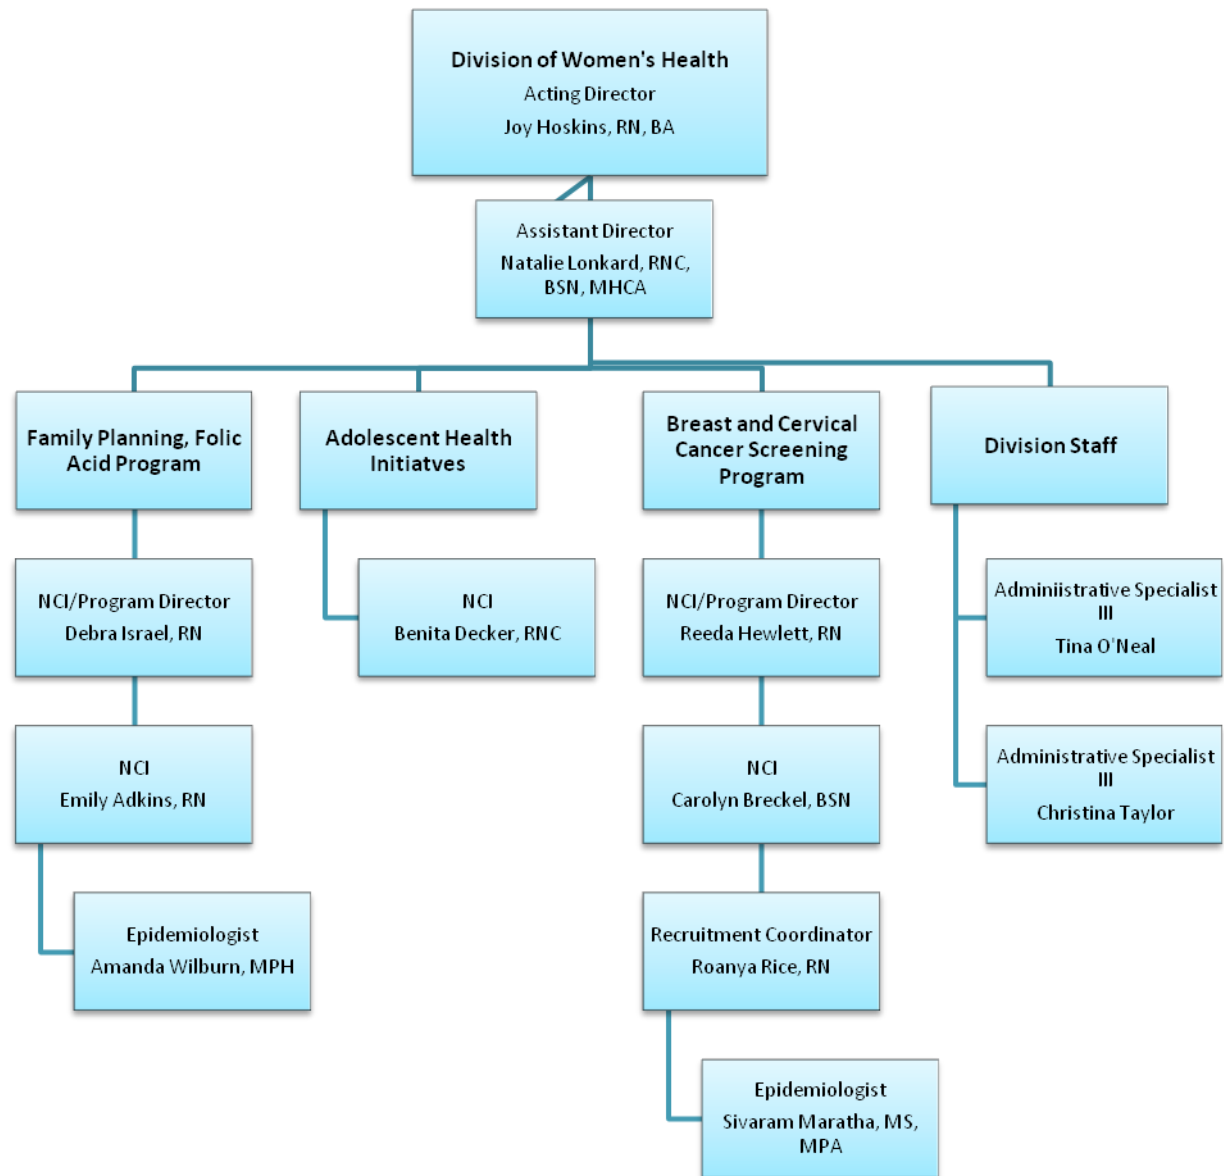 Division of Women's Health
Acting Director
Joy Hoskins, RN, BA
Assistant Director
Natalie Lonkard, RNC,
BSN, MHCA
Family Planning, Folic
Acid Program
Adolescent Health
Initiatves
Breast and Cervical
Cancer Screening
Program
Division Staff
NCI/Program Director
Debra Israel, RN
NCI
Benita Decker, RNC
NCI/Program Director
Reeda Hewlett, RN
Adminiistrative Specialist
III
Tina O'Neal
NCI
Emily Adkins, RN
NCI
Carolyn Breckel, BSN
Administrative Specialist
III
Christina Taylor
Epidemiologist
Amanda Wilburn, MPH
Recruitment Coordinator
Roanya Rice, RN
Epidemiologist
Sivaram Maratha, MS,
MPA